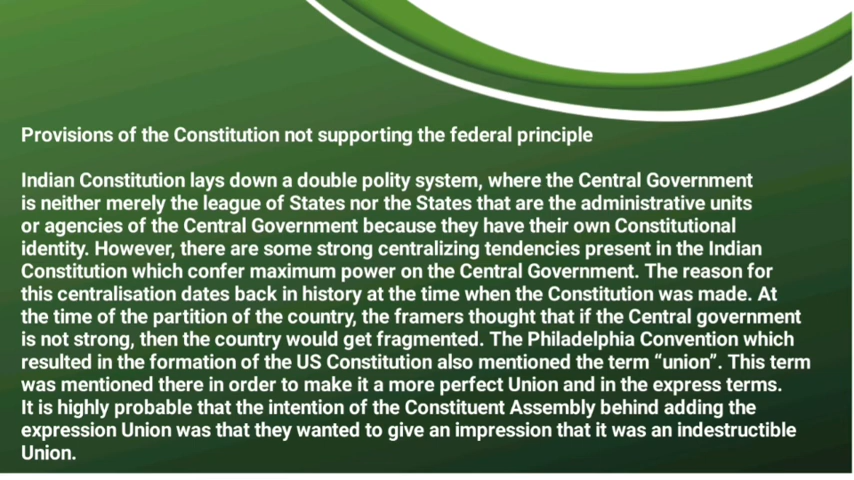 Provisions of the Constitution not supporting the federal principle
Indian Constitution lays down a double polity system, where the Central Government
is neither merely the league of States nor the States that are the administrative units
or agencies of the Central Government because they have their own Constitutional
identity. However, there are some strong centralizing tendencies present in the Indian
Constitution which confer maximum power on the Central Government. The reason for
this centralisation dates back in history at the time when the Constitution was made. At
the time of the partition of the country, the framers thought that if the Central government
is not strong, then the country would get fragmented. The Philadelphia Convention which
resulted in the formation of the US Constitution also mentioned the term “union”. This term
was mentioned there in order to make it a more perfect Union and in the express terms.
It is highly probable that the intention of the Constituent Assembly behind adding the
expression Union was that they wanted to give an impression that it was an indestructible
Union.